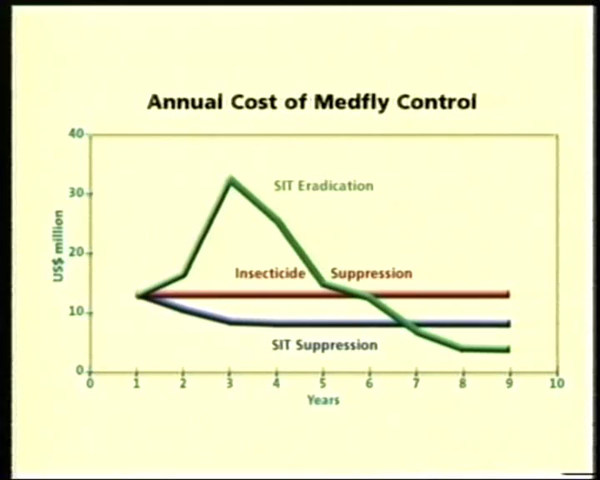 Annual Cost of Medfly Control
40
30
20
10
0
US$ million
SIT Eradication
Insecticide Suppression
SIT Suppression
0 1 2 3 4 5 6 7 8 9 10
Years